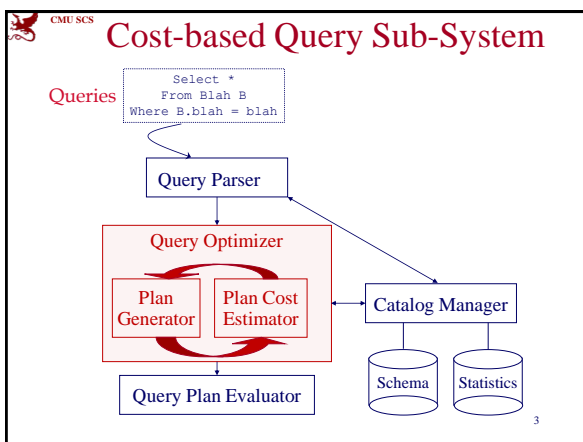 CMU SCS
Cost-based Query Sub-System
Queries
Select *
From Blah B
Where B.blah = blah
Query Parser
Query Optimizer
Plan
Generator
Plan Cost
Estimator
Catalog Manager
Query Plan Evaluator
Schema
Statistics
3